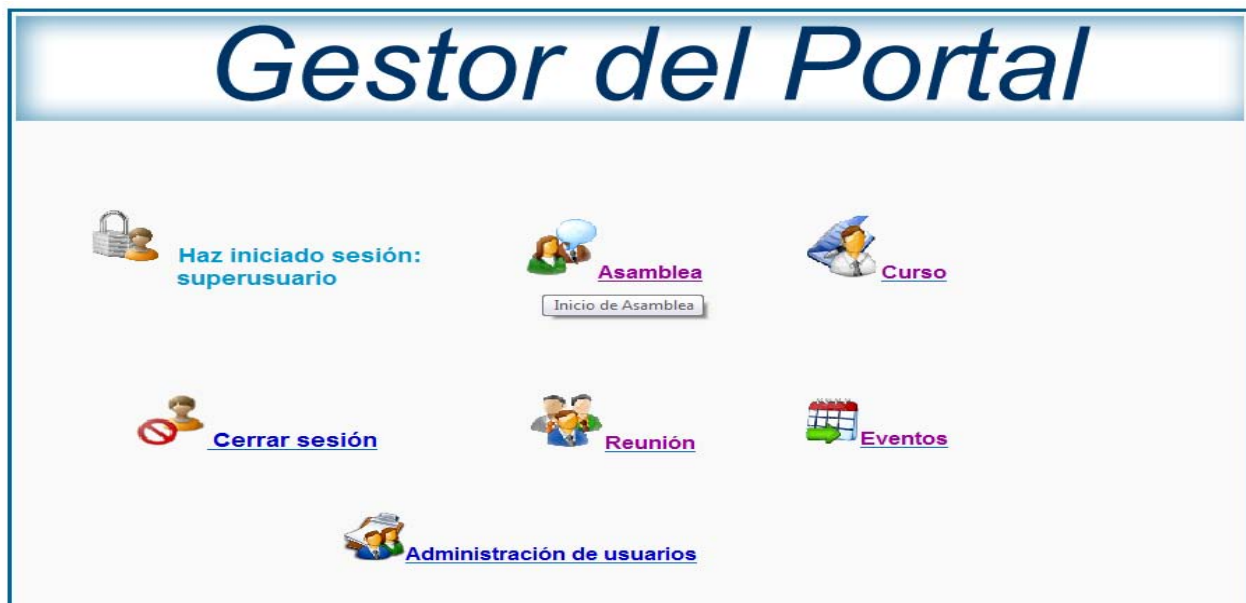 Gestor del Portal
Haz iniciado sesión:
superusuario
Asamblea
Curso
Inicio de Asamblea
Cerrar sesión
Reunión
Eventos
Administración de usuarios